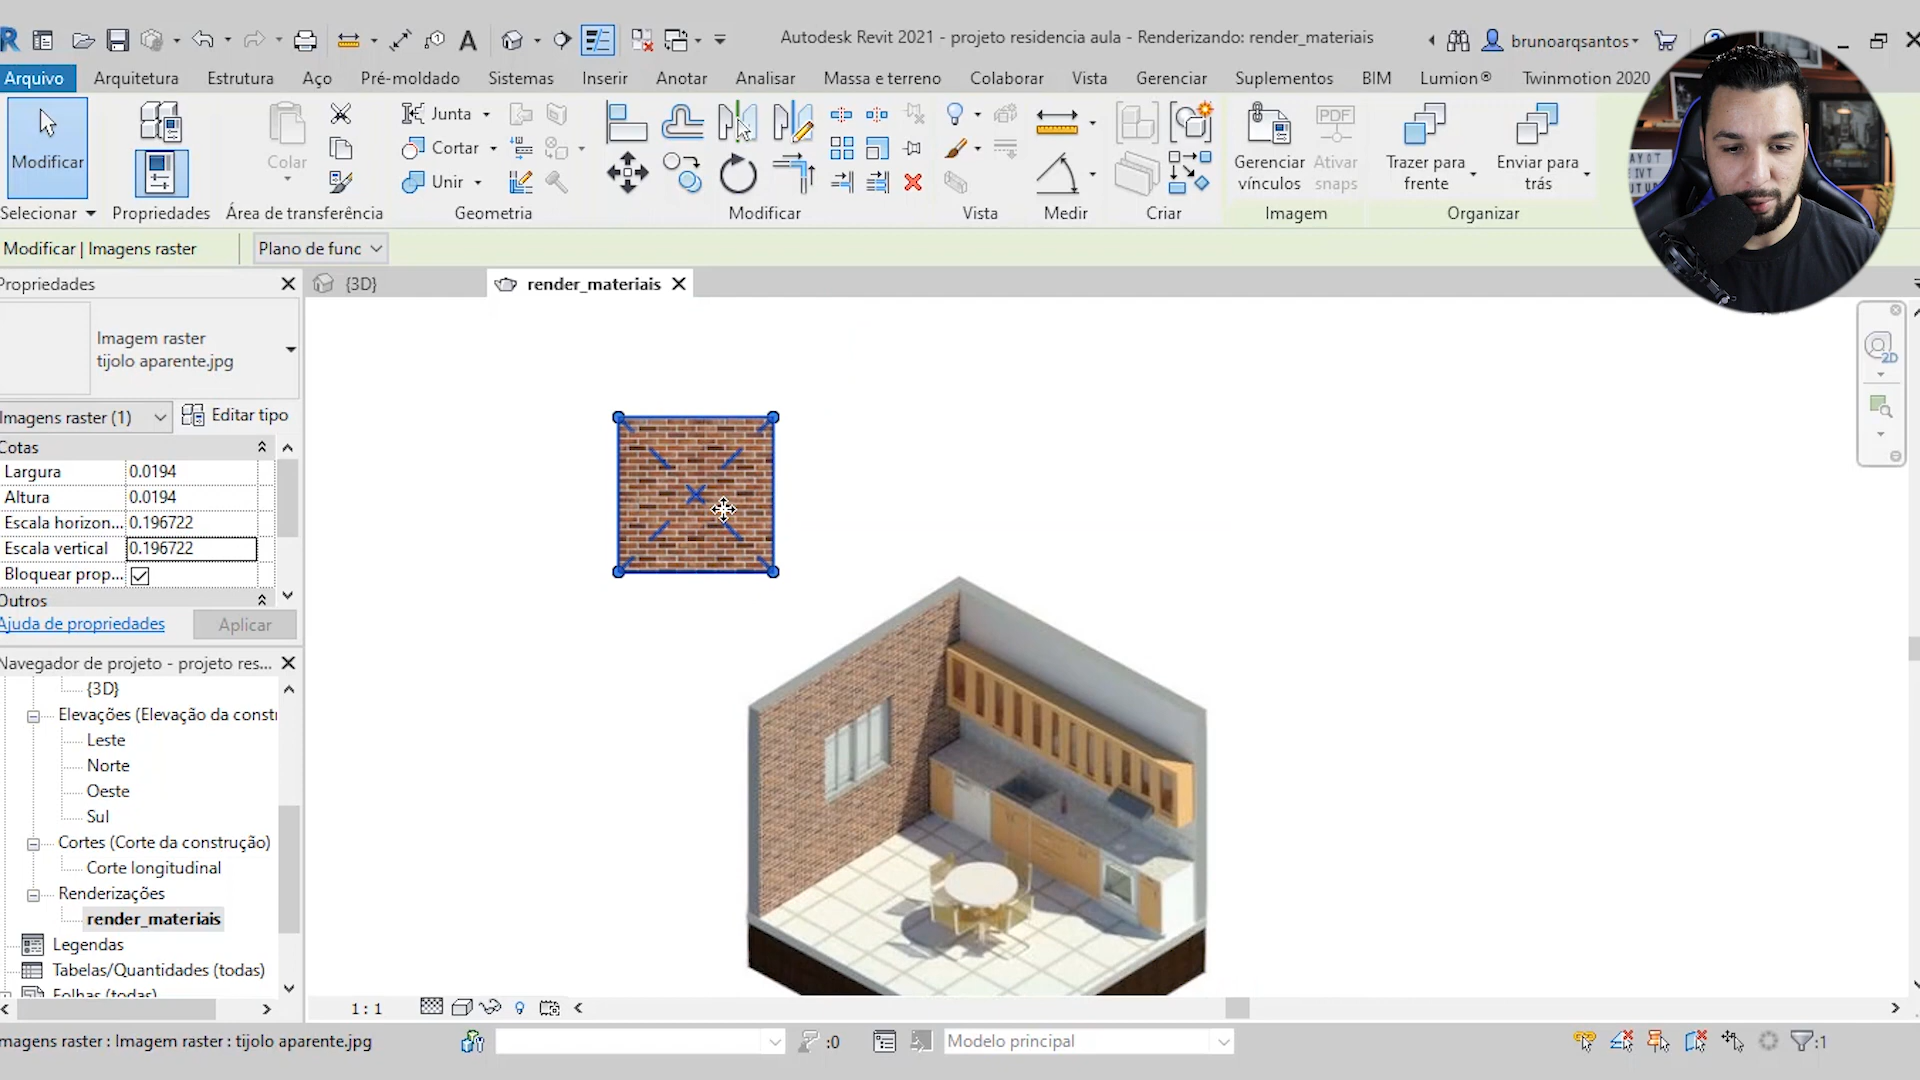 Autodesk Revit 2021 - projeto residencia aula - Renderizando: render_materiais
brunoarqsantos
Arquivo Arquitetura Estrutura Aço Pré-moldado Sistemas Inserir Anotar Analisar Massa e terreno Colaborar Vista Gerenciar Suplementos BIM Lumion® Twinmotion 2020
Modificar
Colar
Junta
Cortar
Unir
Gerenciar vínculos
PDF
Ativar snaps
Trazer para frente
Enviar para trás
Selecionar Propriedades Área de transferência Geometria Modificar Vista Medir Criar Imagem Organizar
Modificar | Imagens raster Plano de func
Propriedades
{3D} render_materiais
Imagem raster
tijolo aparente.jpg
Imagens raster (1) Editar tipo
Cotas
Largura 0.0194
Altura 0.0194
Escala horizon... 0.196722
Escala vertical 0.196722
Bloquear prop...
Outros
Ajuda de propriedades Aplicar
Navegador de projeto - projeto res...
{3D}
Elevações (Elevação da constr
Leste
Norte
Oeste
Sul
Cortes (Corte da construção)
Corte longitudinal
Renderizações
render_materiais
Legendas
Tabelas/Quantidades (todas)
Folhas (todas)
2D
1 : 1
magens raster : Imagem raster : tijolo aparente.jpg :0 Modelo principal :1